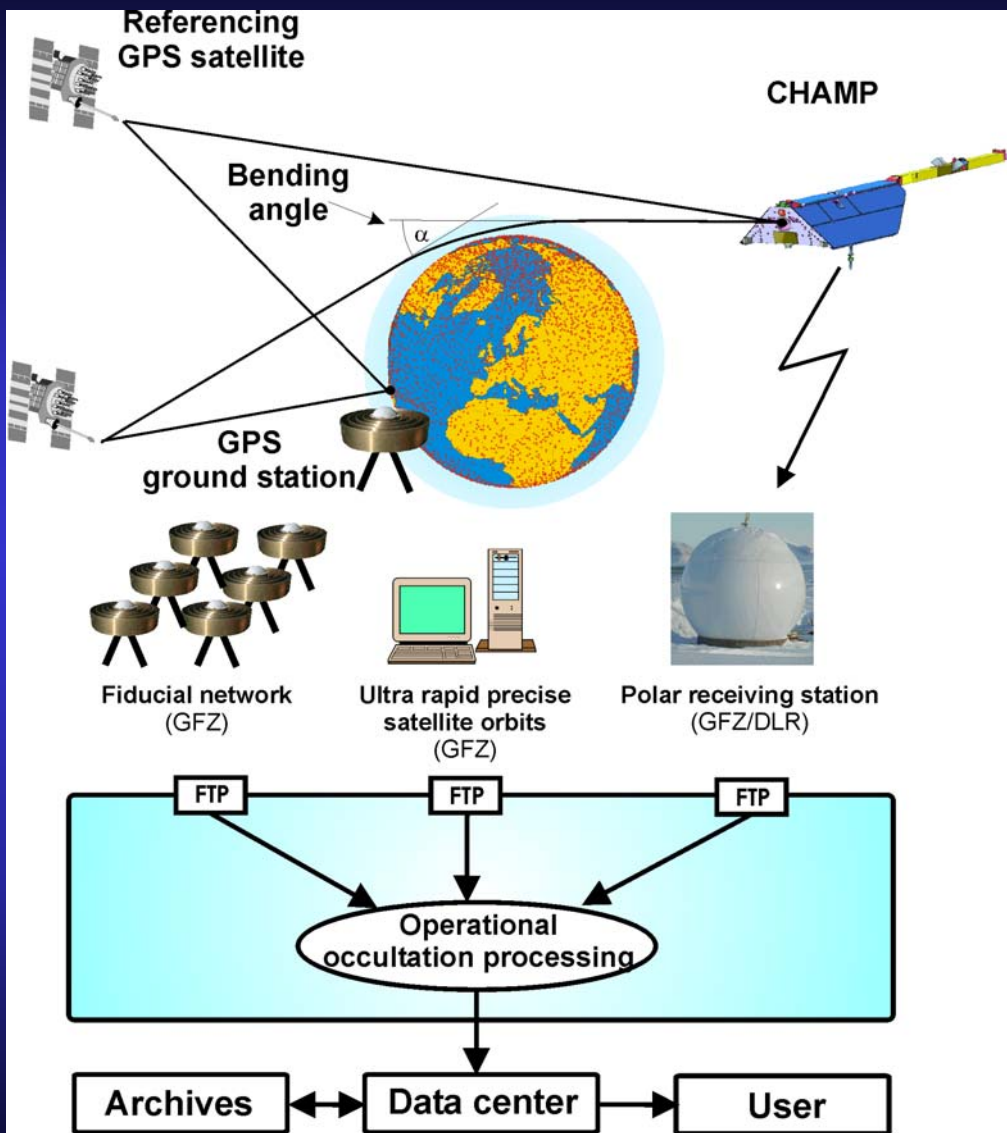 Referencing
GPS satellite
CHAMP
Bending
angle
α
GPS
ground station
Fiducial network
(GFZ)
Ultra rapid precise
satellite orbits
(GFZ)
Polar receiving station
(GFZ/DLR)
FTP
FTP
FTP
Operational
occultation processing
Archives
Data center
User